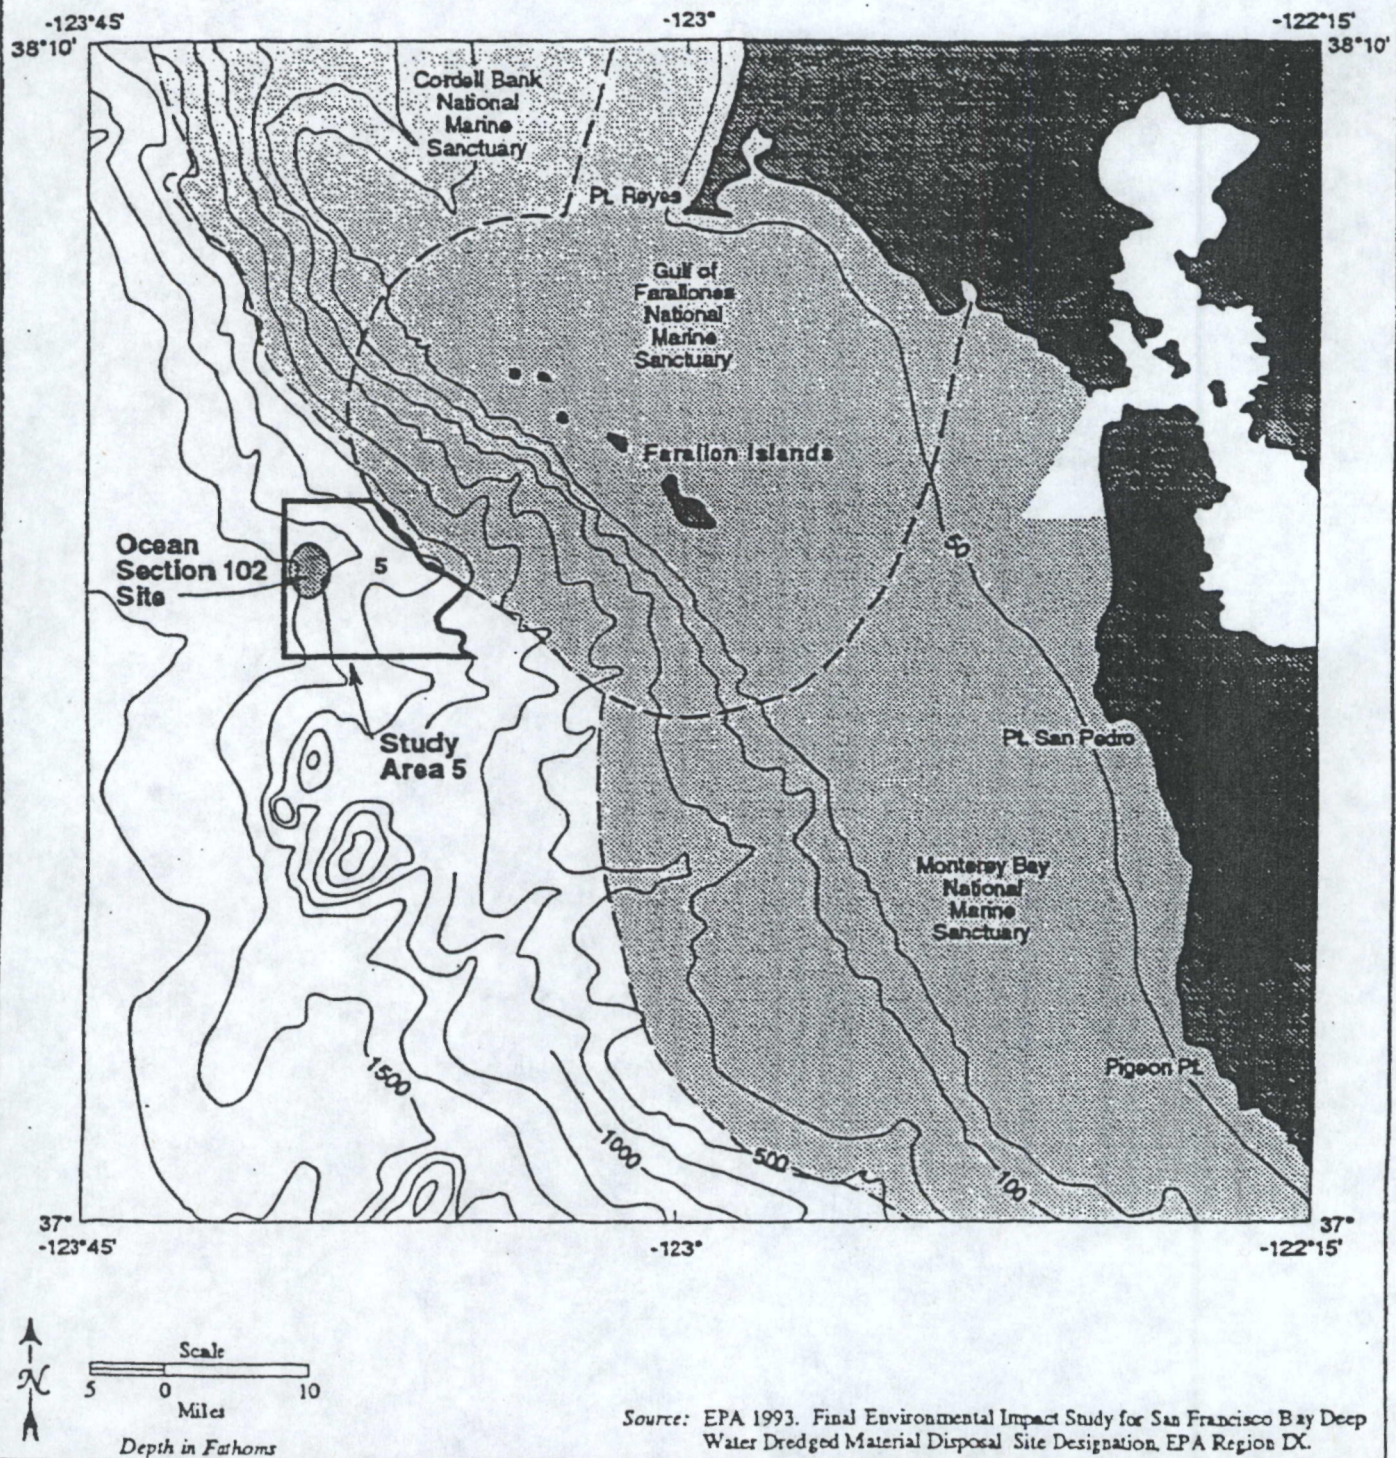 -123°45'
-123°
-122°15'
38°10'
38°10'
Cordell Bank
National
Marine
Sanctuary
Pt. Reyes
Gulf of
Farallones
National
Marine
Sanctuary
Farallon Islands
50
Ocean
Section 102
Site
5
Study
Area 5
Pt. San Pedro
Monterey Bay
National
Marine
Sanctuary
1500
Pigeon Pt.
1000
500
100
37°
37°
-123°45'
-123°
-122°15'
N
Scale
5 0 10
Miles
Depth in Fathoms
Source: EPA 1993. Final Environmental Impact Study for San Francisco Bay Deep
Water Dredged Material Disposal Site Designation, EPA Region IX.